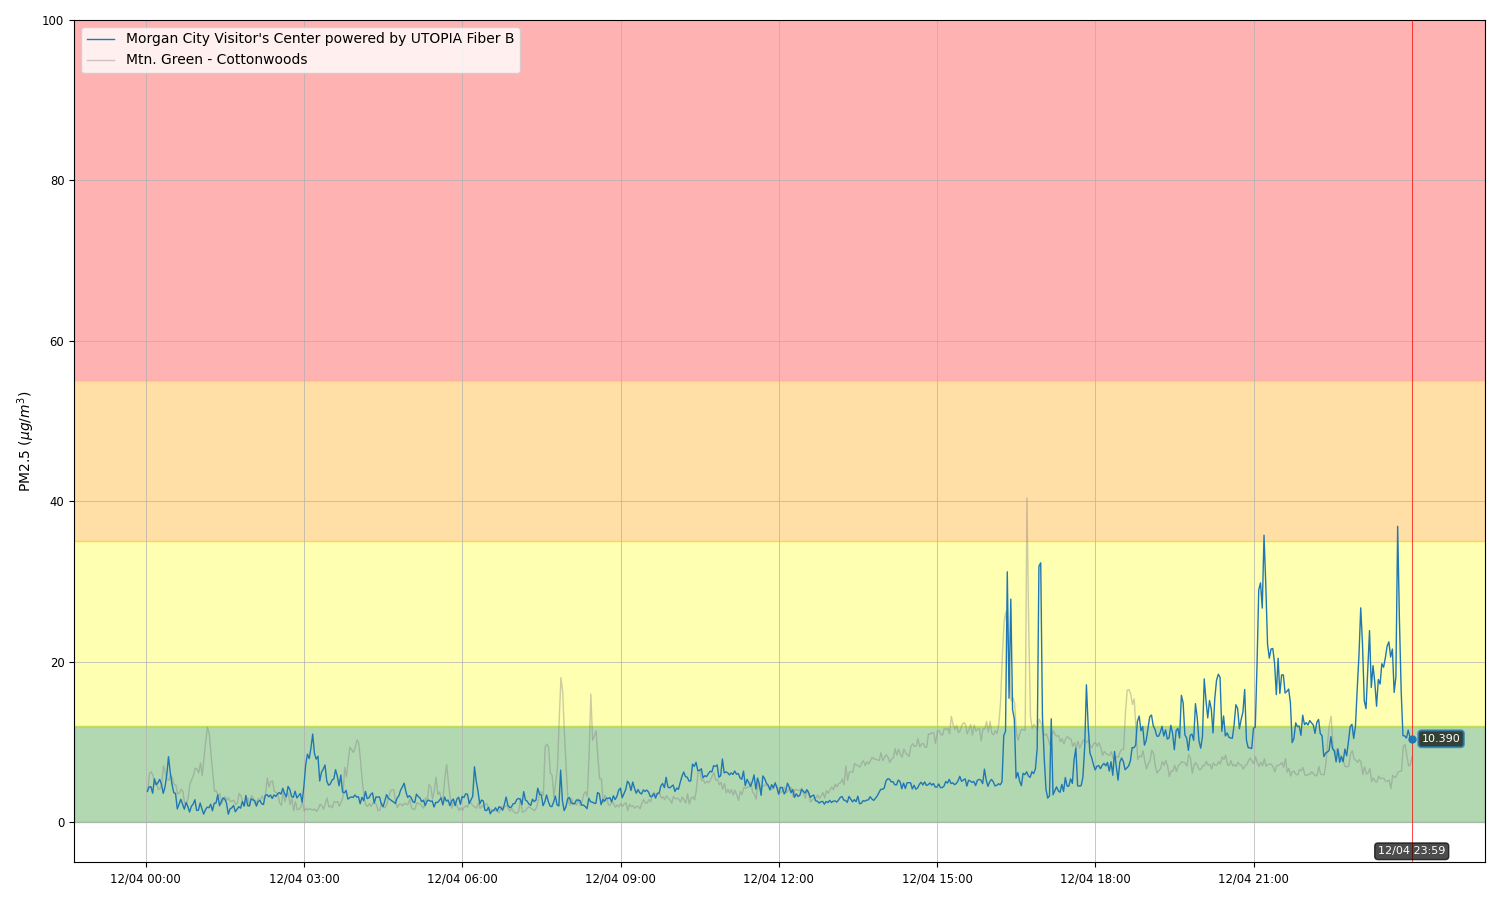 100
Morgan City Visitor's Center powered by UTOPIA Fiber B
Mtn. Green - Cottonwoods
80
60
40
20
0
PM2.5 (μg/m³)
10.390
12/04 23:59
12/04 00:00 12/04 03:00 12/04 06:00 12/04 09:00 12/04 12:00 12/04 15:00 12/04 18:00 12/04 21:00